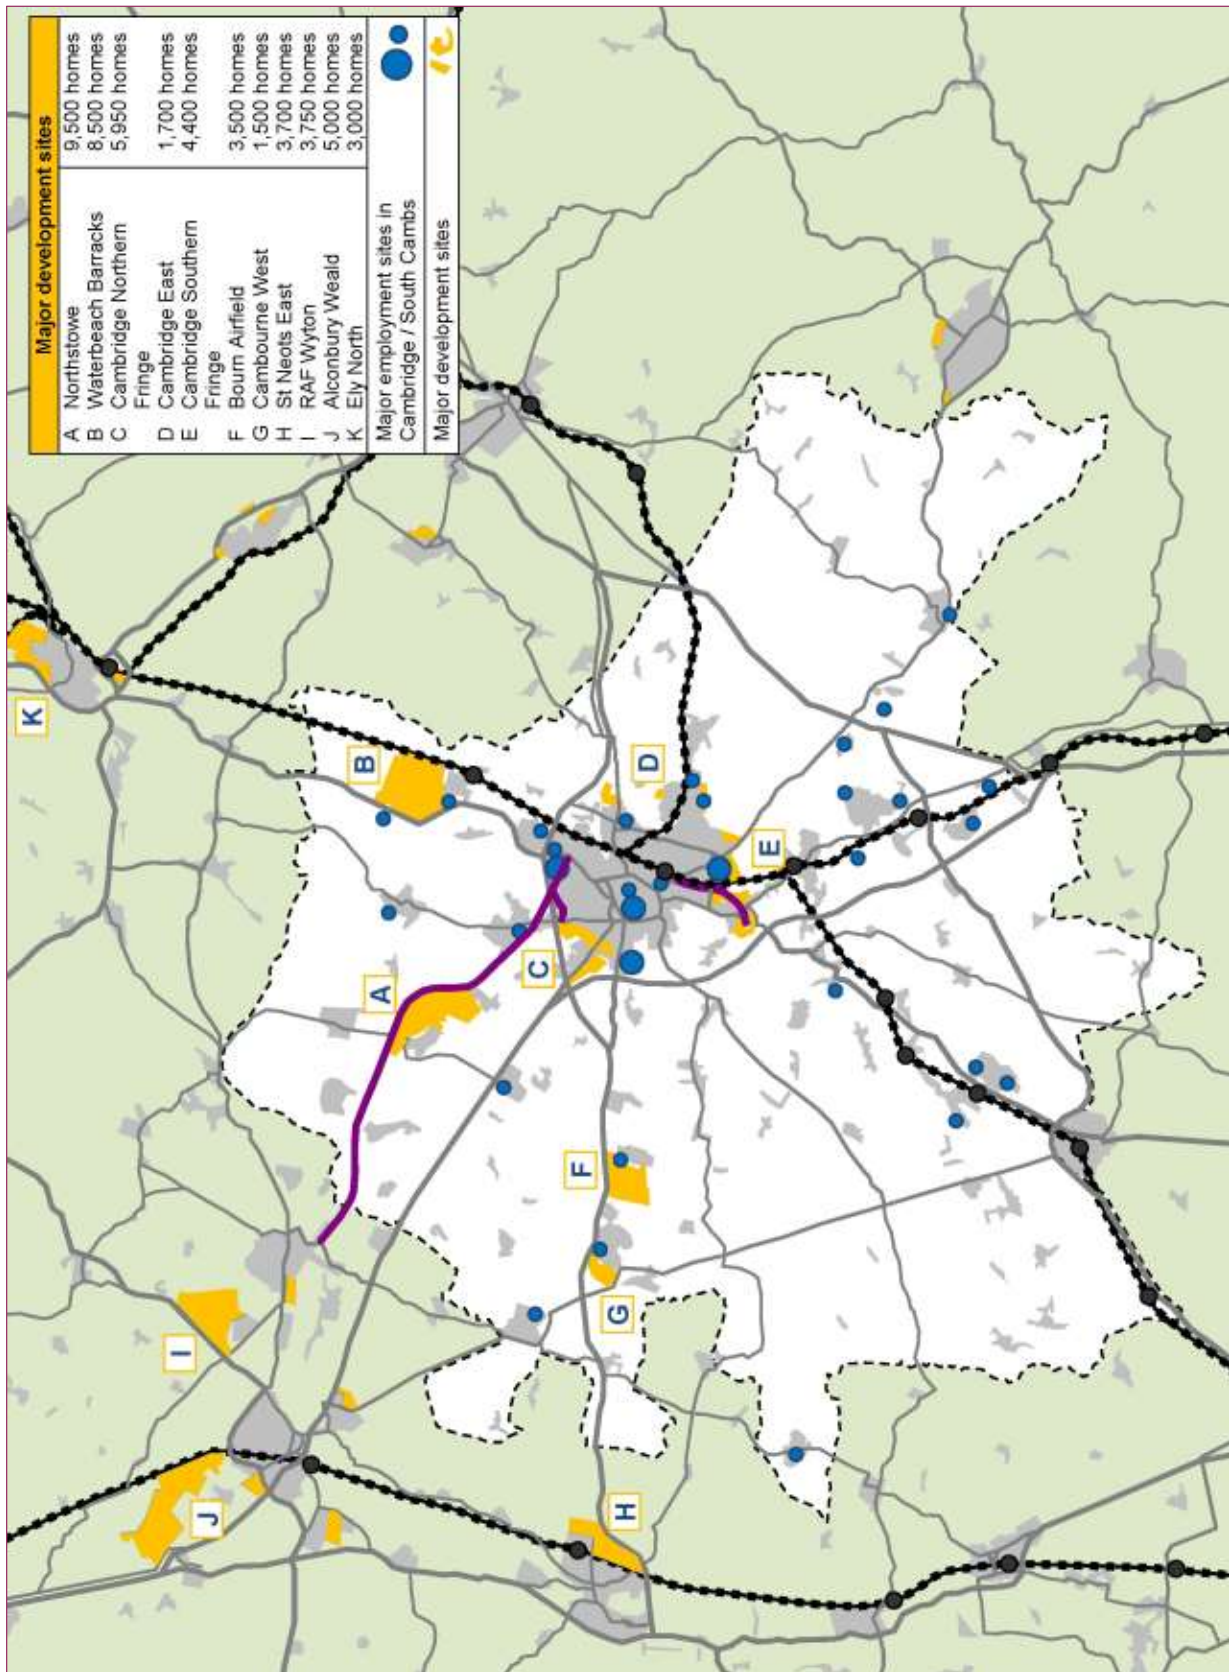 Major development sites
A Northstowe 9,500 homes
B Waterbeach Barracks 8,500 homes
C Cambridge Northern 5,950 homes
Fringe
D Cambridge East 1,700 homes
E Cambridge Southern 4,400 homes
Fringe
F Bourn Airfield 3,500 homes
G Cambourne West 1,500 homes
H St Neots East 3,700 homes
I RAF Wyton 3,750 homes
J Alconbury Weald 5,000 homes
K Ely North 3,000 homes
Major employment sites in
Cambridge / South Cambs
Major development sites
K
B
D
E
A
C
F
G
I
J
H